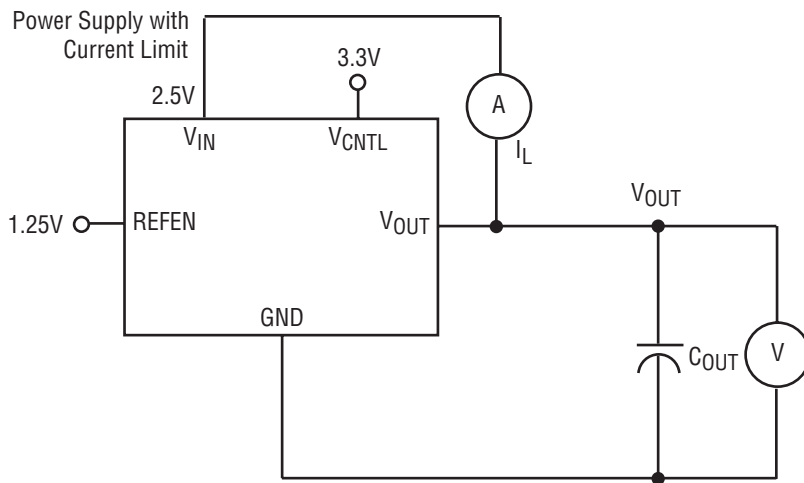 Power Supply with
Current Limit
3.3V
2.5V
A
VIN
VCNTL
IL
1.25V
REFEN
VOUT
VOUT
GND
COUT
V